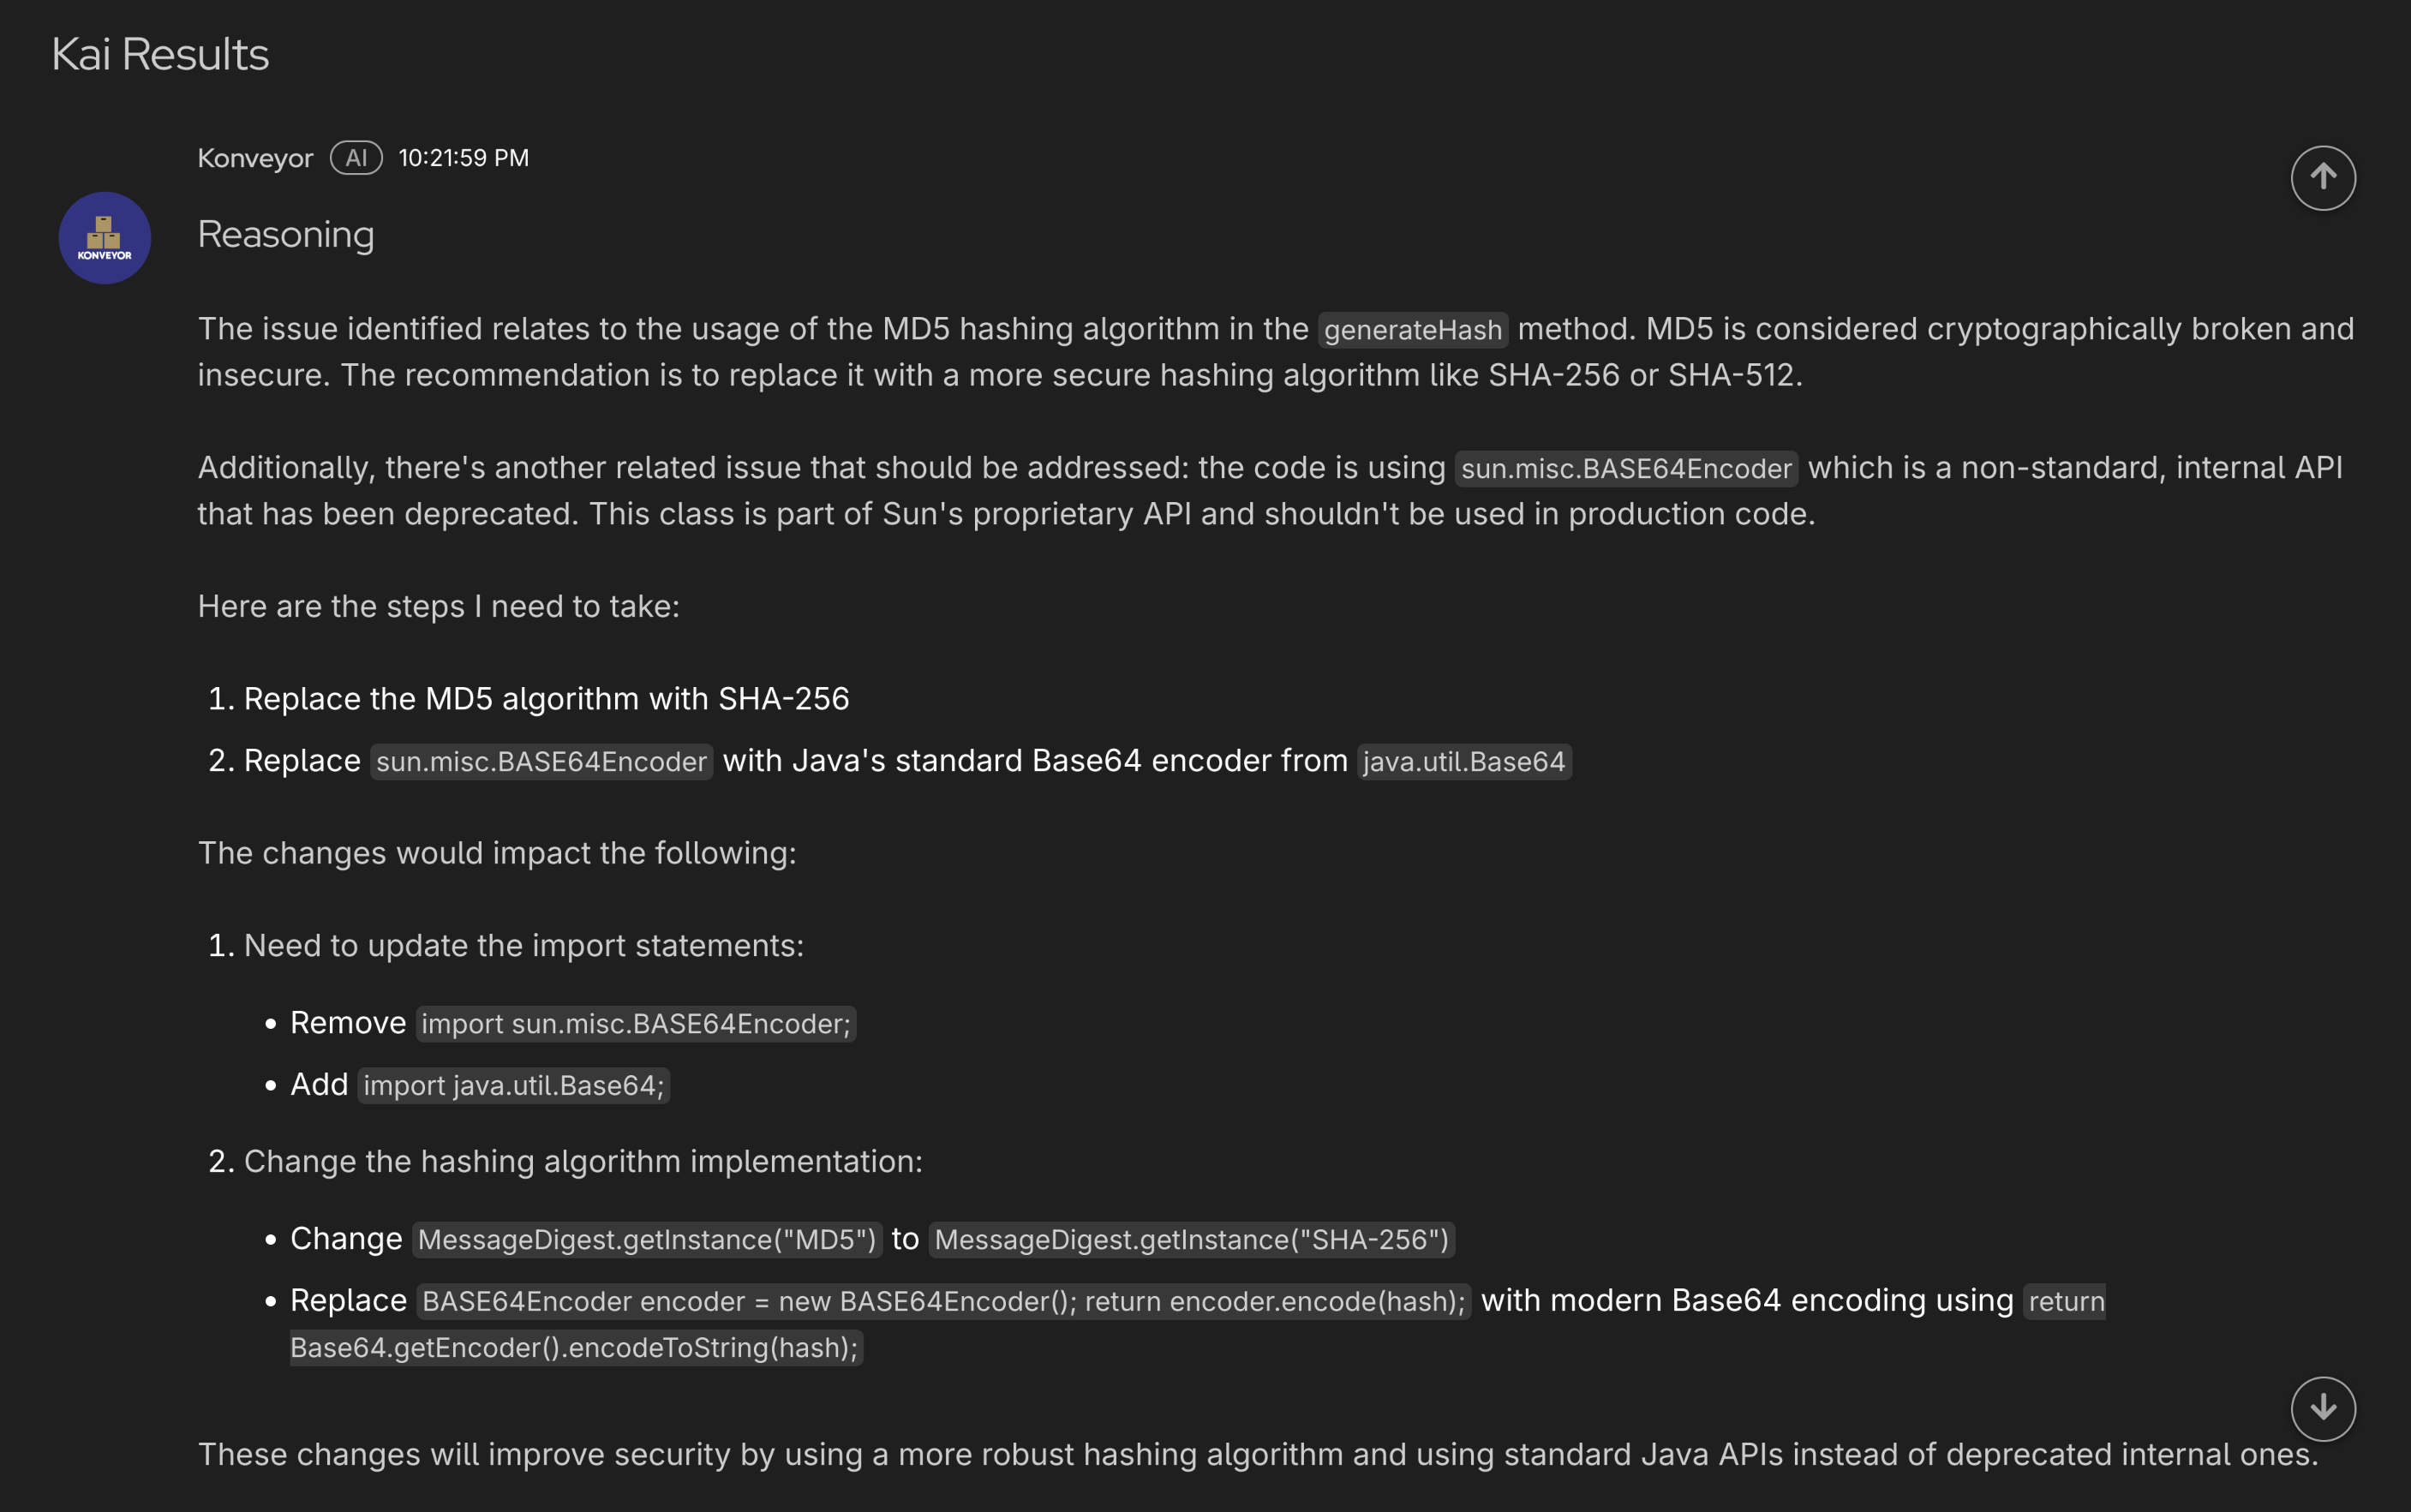 Kai Results
Konveyor AI 10:21:59 PM
KONVEYOR
Reasoning
The issue identified relates to the usage of the MD5 hashing algorithm in the generateHash method. MD5 is considered cryptographically broken and
insecure. The recommendation is to replace it with a more secure hashing algorithm like SHA-256 or SHA-512.
Additionally, there's another related issue that should be addressed: the code is using sun.misc.BASE64Encoder which is a non-standard, internal API
that has been deprecated. This class is part of Sun's proprietary API and shouldn't be used in production code.
Here are the steps I need to take:
1. Replace the MD5 algorithm with SHA-256
2. Replace sun.misc.BASE64Encoder with Java's standard Base64 encoder from java.util.Base64
The changes would impact the following:
1. Need to update the import statements:
• Remove import sun.misc.BASE64Encoder;
• Add import java.util.Base64;
2. Change the hashing algorithm implementation:
• Change MessageDigest.getInstance("MD5") to MessageDigest.getInstance("SHA-256")
• Replace BASE64Encoder encoder = new BASE64Encoder(); return encoder.encode(hash); with modern Base64 encoding using return
Base64.getEncoder().encodeToString(hash);
These changes will improve security by using a more robust hashing algorithm and using standard Java APIs instead of deprecated internal ones.